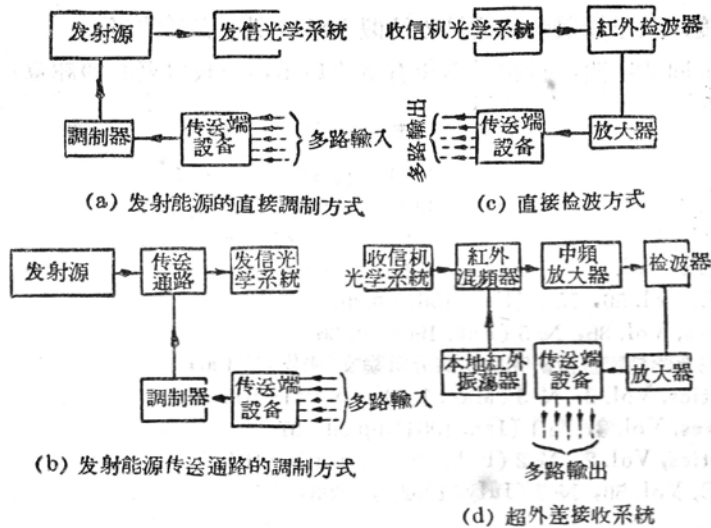 发射源
发信光学系統
調制器
传送端
設备
多路輸入
(a) 发射能源的直接調制方式
收信机光学系統
紅外检波器
多路輸出
传送端
設备
放大器
(c) 直接检波方式
发射源
传送
通路
发信光
学系統
調制器
传送端
設备
多路輸入
(b) 发射能源传送通路的調制方式
收信机
光学系統
紅外
混頻器
中頻
放大器
检波器
本地紅外
振蕩器
传送端
設备
放大器
多路輸出
(d) 超外差接收系統